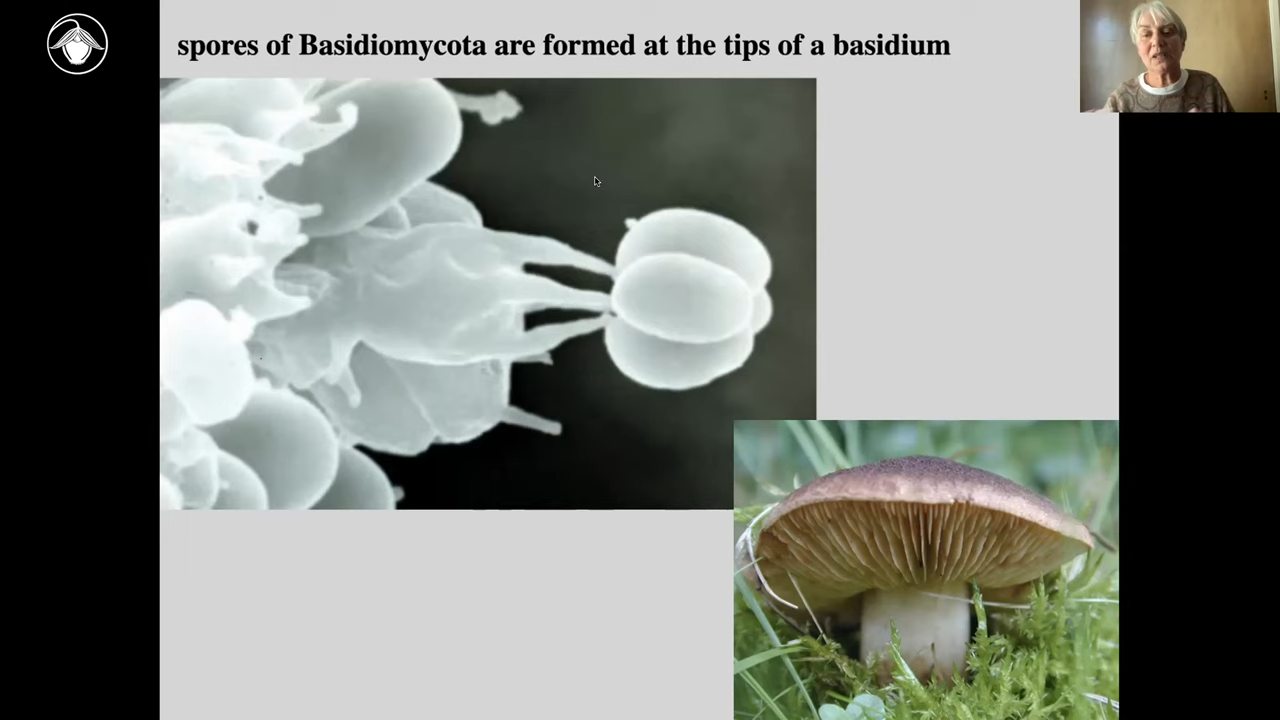 spores of Basidiomycota are formed at the tips of a basidium